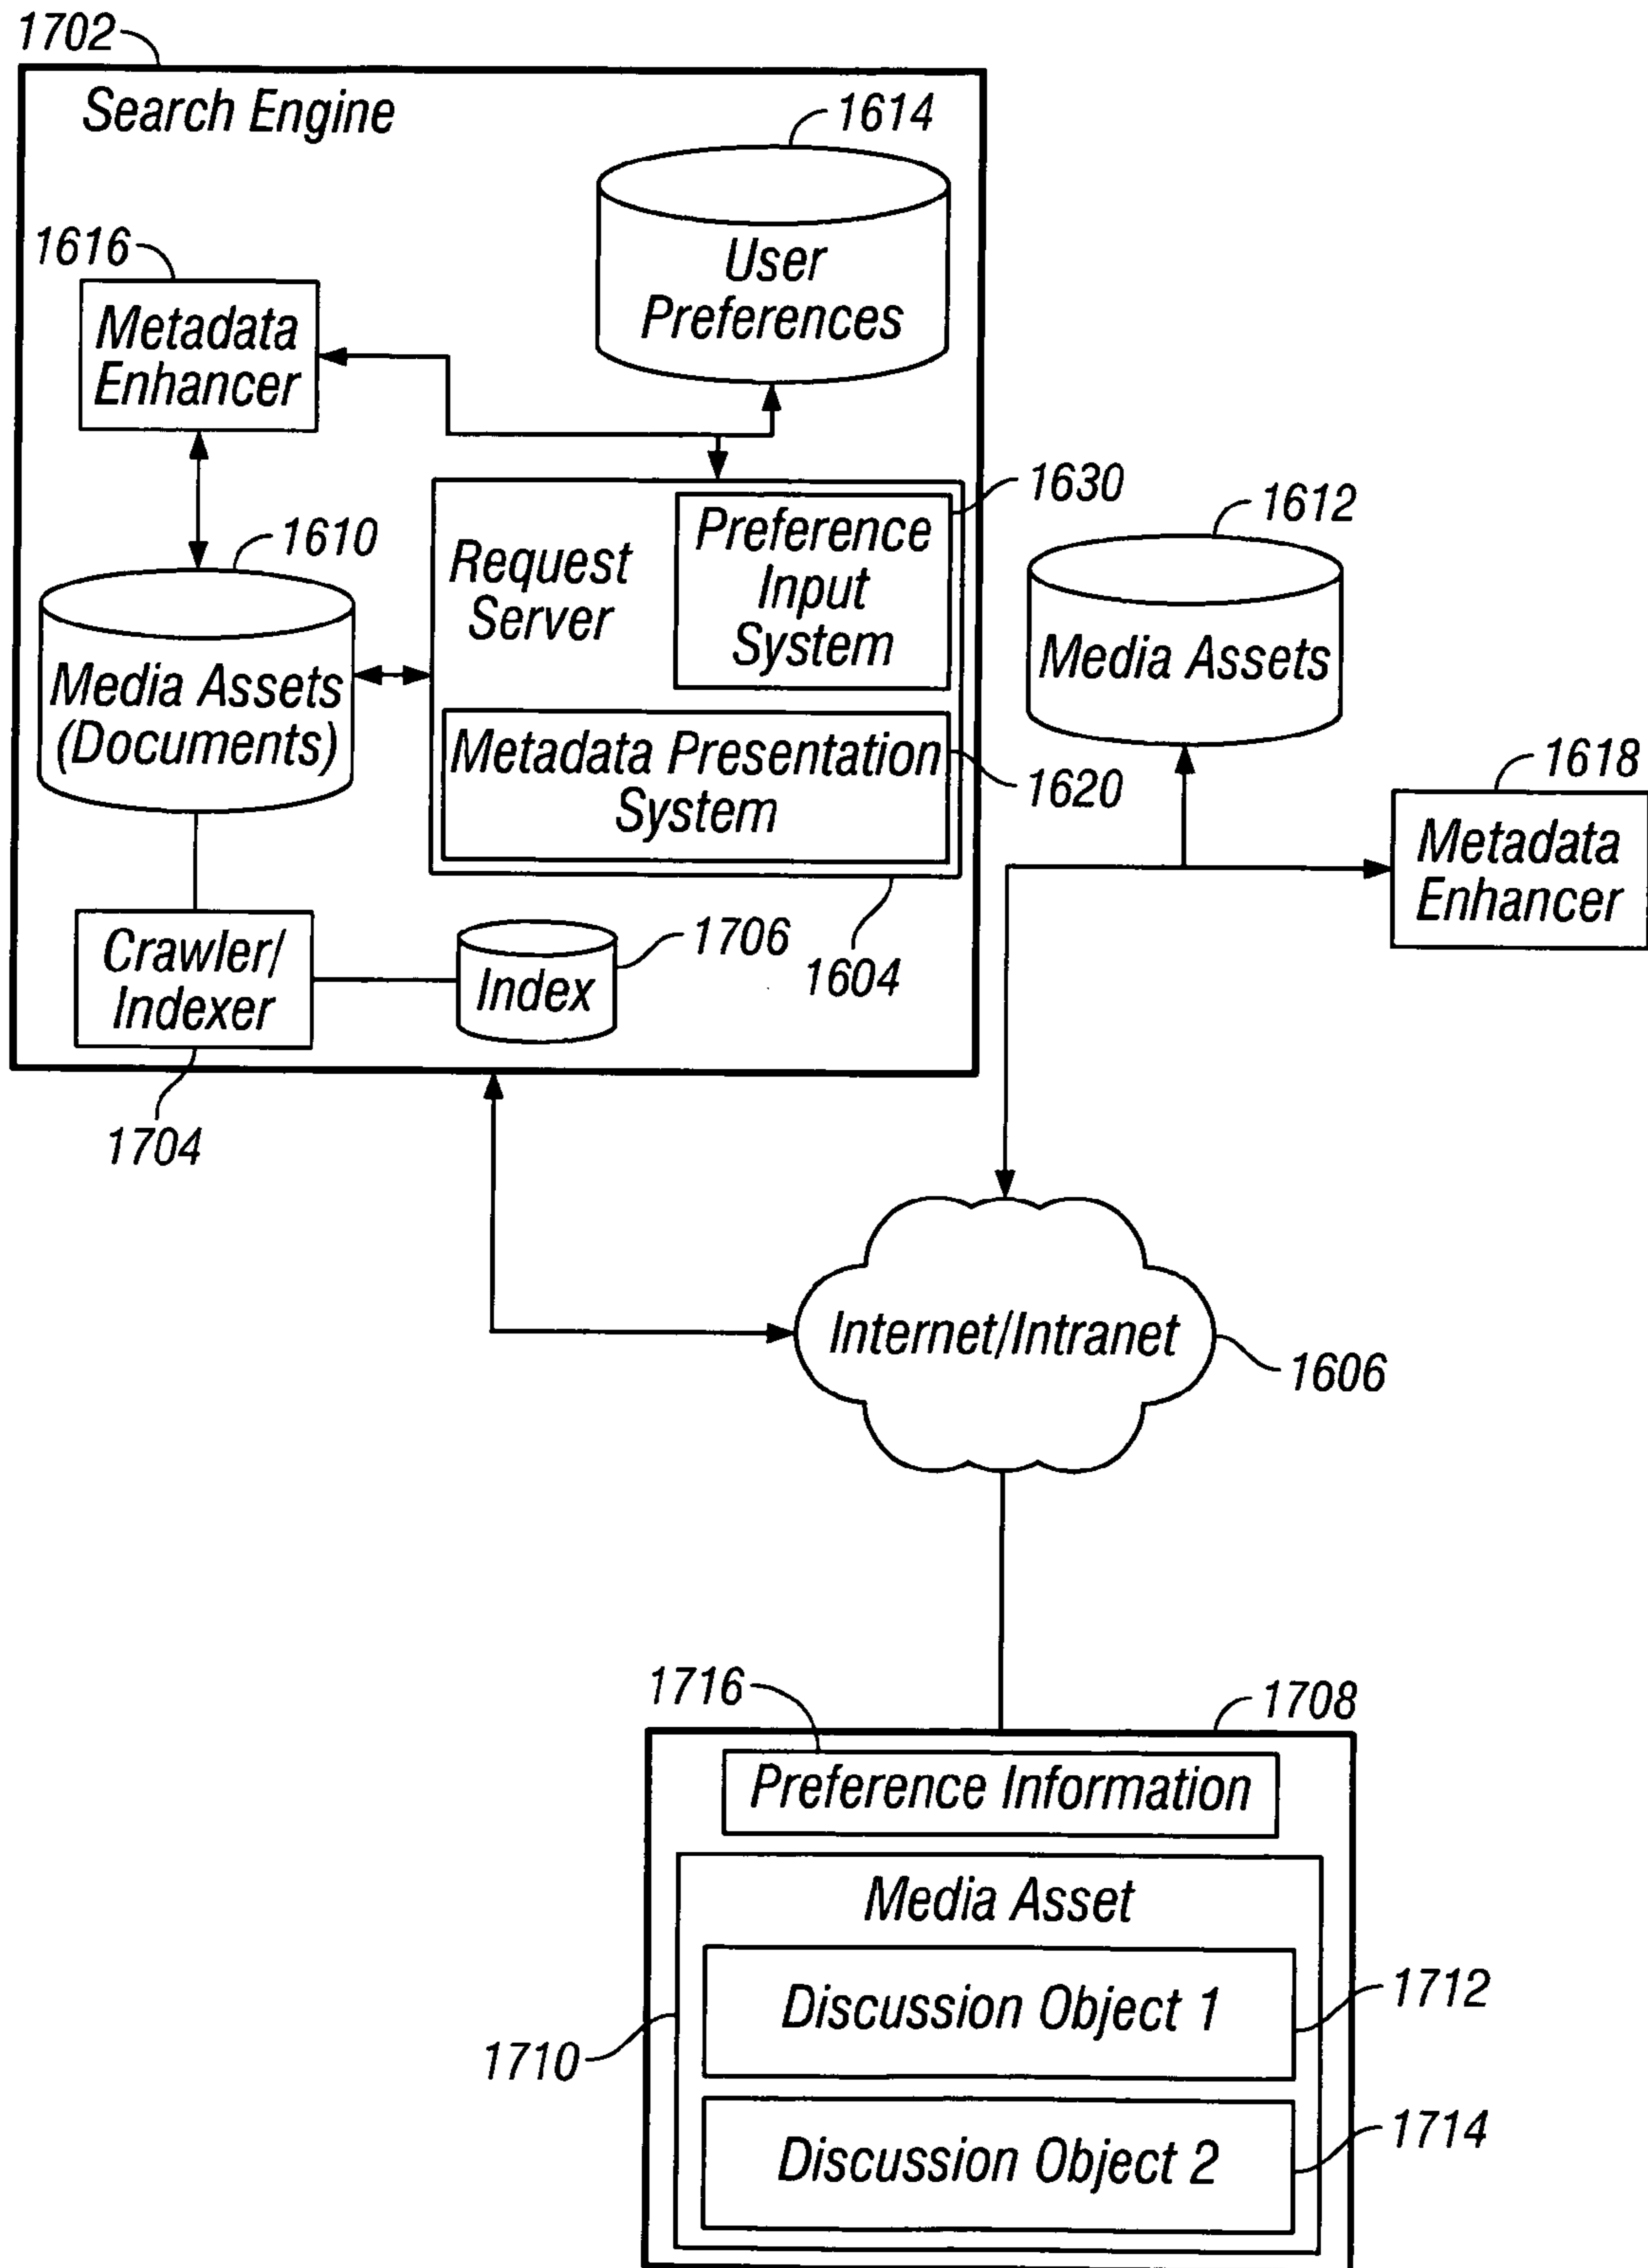 1702
Search Engine
1614
User
Preferences
1616
Metadata
Enhancer
1630
Preference
Input
System
Request
Server
1610
Media Assets
(Documents)
1612
Media Assets
Metadata Presentation
System
1620
1618
Metadata
Enhancer
Crawler/
Indexer
1706
Index
1604
1704
Internet/Intranet
1606
1716
1708
Preference Information
Media Asset
Discussion Object 1
1712
1710
Discussion Object 2
1714